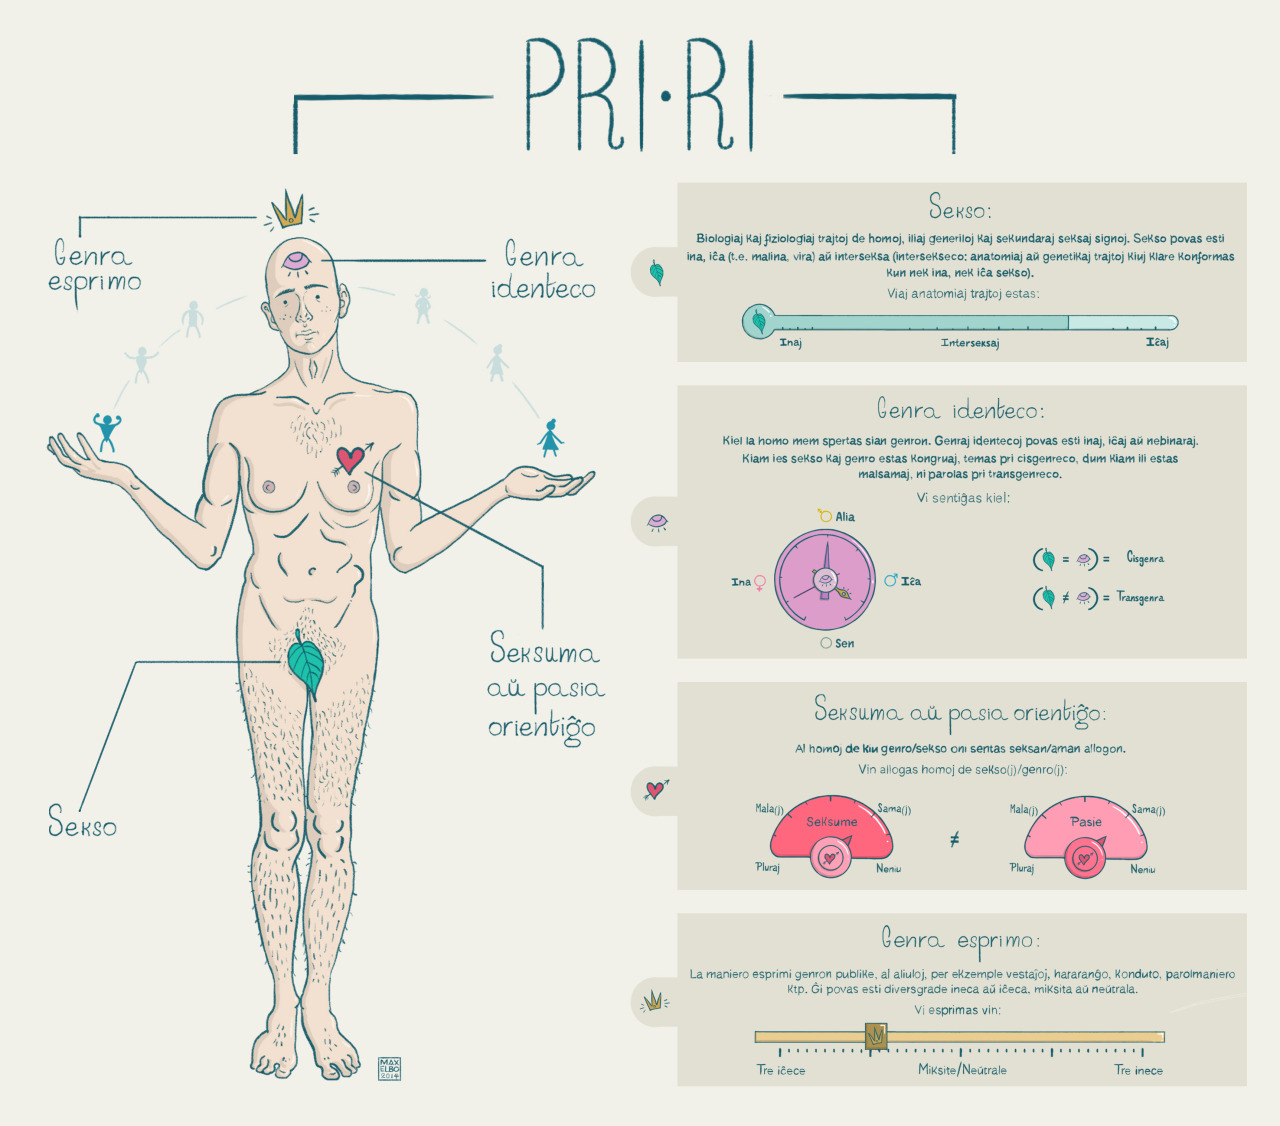 PRI·RI
Genra
esprimo
Genra
identeco
Seksuma
aŭ pasia
orientiĝo
Sekso
MAX
ELBO
2014
Sekso:
Biologiaj kaj fiziologiaj trajtoj de homoj, iliaj generiloj kaj sekundaraj seksaj signoj. Sekso povas esti
ina, iĉa (t.e. malina, vira) aŭ interseksa (interseksecο: anatomiaj aŭ genetikaj trajtoj kiuj klare konformas
kun nek ina, nek iĉa sekso).
Viaj anatomiaj trajtoj estas:
Inaj
Interseksaj
Iĉaj
Genra identeco:
Kiel la homo mem spertas sian genron. Genraj identecoj povas esti inaj, iĉaj aŭ nebinaraj.
Kiam ies sekso kaj genro estas kongruaj, temas pri cisgenreco, dum kiam ili estas
malsamaj, ni parolas pri transgenreco.
Vi sentiĝas kiel:
Alia
Ina
Iĉa
Sen
( = ) = Cisgenra
( ≠ ) = Transgenra
Seksuma aŭ pasia orientiĝo:
Al homoj de kiu genro/sekso oni sentas seksan/aman allogon.
Vin allogas homoj de sekso(j)/genro(j):
Mala(j)
Sama(j)
Seksume
Pluraj
Neniu
≠
Mala(j)
Sama(j)
Pasie
Pluraj
Neniu
Genra esprimo:
La maniero esprimi genron publike, al aliuloj, per ekzemple vestaĵoj, hararanĝo, konduto, parolmaniero
ktp. Ĝi povas esti diversgrade ineca aŭ iĉeca, miksita aŭ neŭtrala.
Vi esprimas vin:
Tre iĉece
Miksite/Neŭtrale
Tre inece